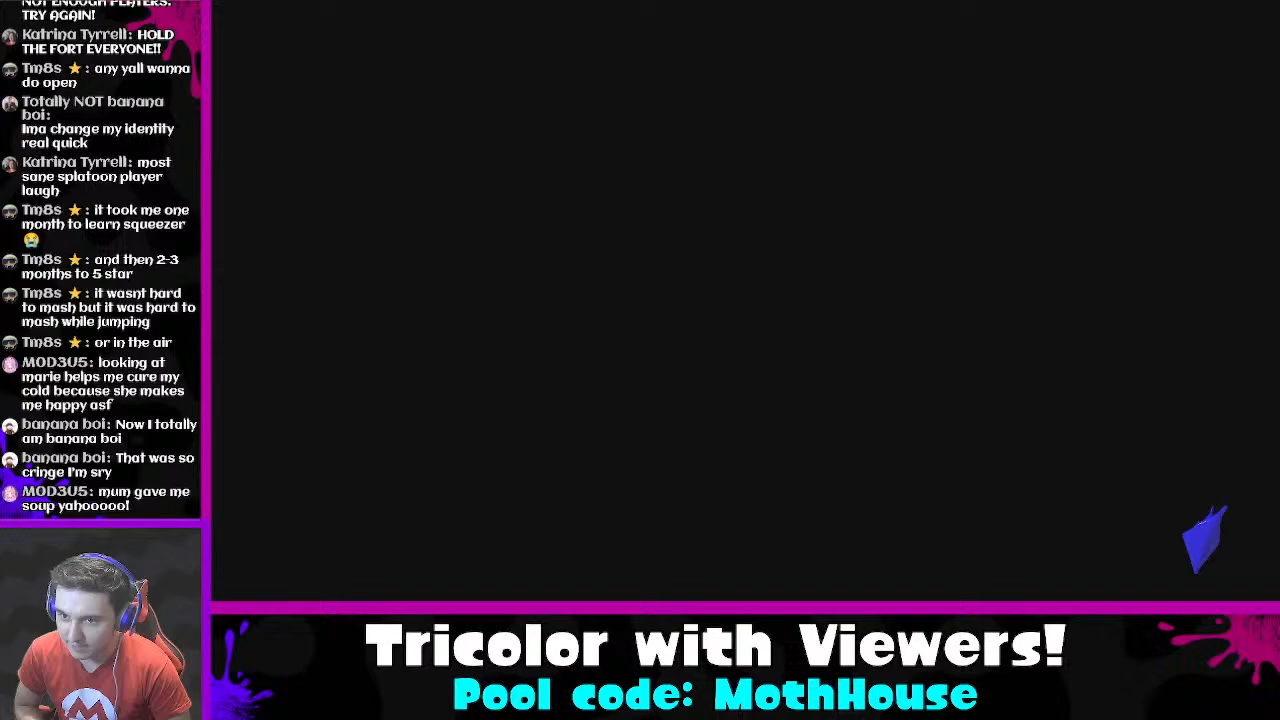 NOT ENOUGH PLAYERS.
TRY AGAIN!
Katrina Tyrrell: HOLD
THE FORT EVERYONE!!
Tm8s ⭐: any yall wanna
do open
Totally NOT banana
boi:
Ima change my identity
real quick
Katrina Tyrrell: most
sane splatoon player
laugh
Tm8s ⭐: it took me one
month to learn squeezer
😭
Tm8s ⭐: and then 2-3
months to 5 star
Tm8s ⭐: it wasnt hard
to mash but it was hard to
mash while jumping
Tm8s ⭐: or in the air
M0D3U5: looking at
marie helps me cure my
cold because she makes
me happy asf
banana boi: Now I totally
am banana boi
banana boi: That was so
cringe I'm sry
M0D3U5: mum gave me
soup yahooooo!
Tricolor with Viewers!
Pool code: MothHouse